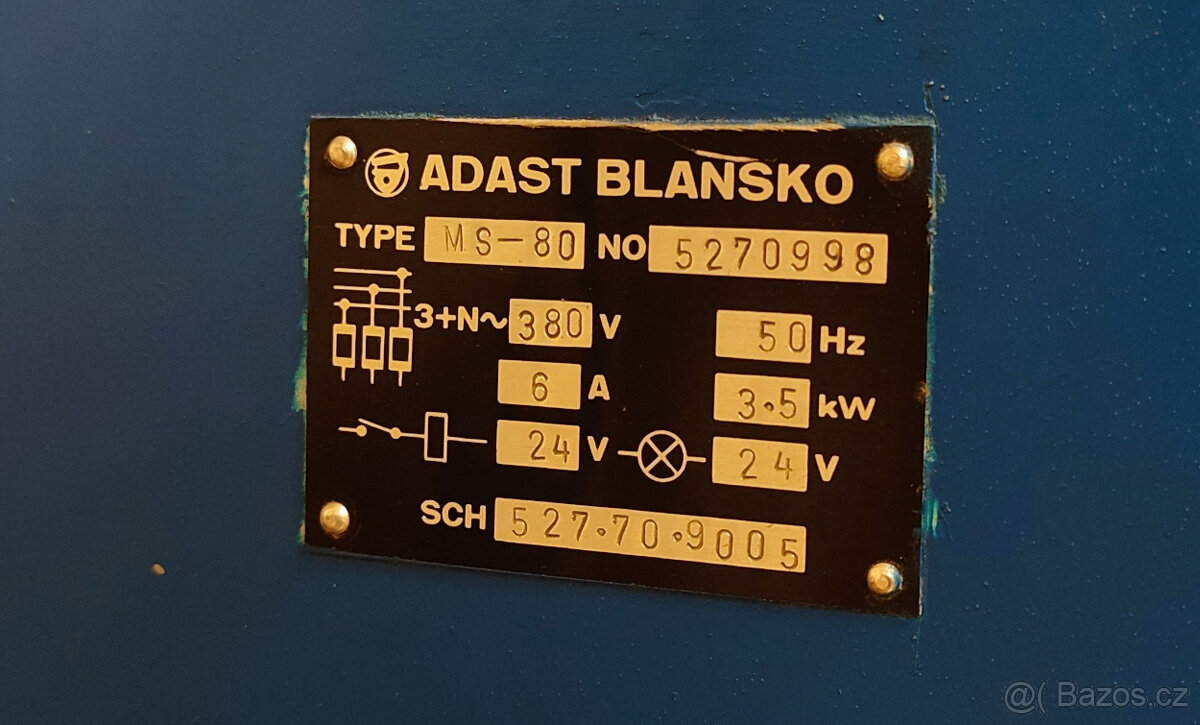 ADAST BLANSKO
TYPE MS-80 NO 5270998
3+N~ 380 V 50 Hz
6 A 3.5 kW
24 V 24 V
SCH 527.70.9005
@( Bazos.cz